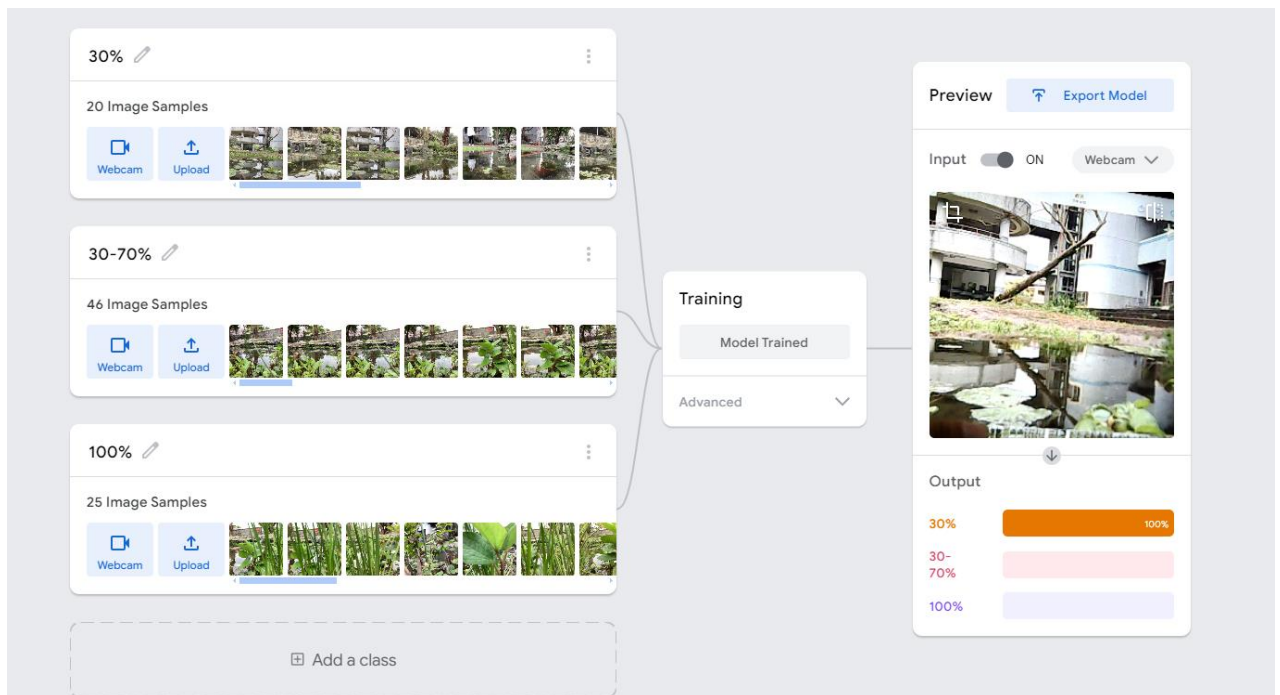 30%
20 Image Samples
Webcam
Upload
30-70%
46 Image Samples
Webcam
Upload
100%
25 Image Samples
Webcam
Upload
Add a class
Training
Model Trained
Advanced
Preview
Export Model
Input
ON
Webcam
Output
30%
100%
30-
70%
100%